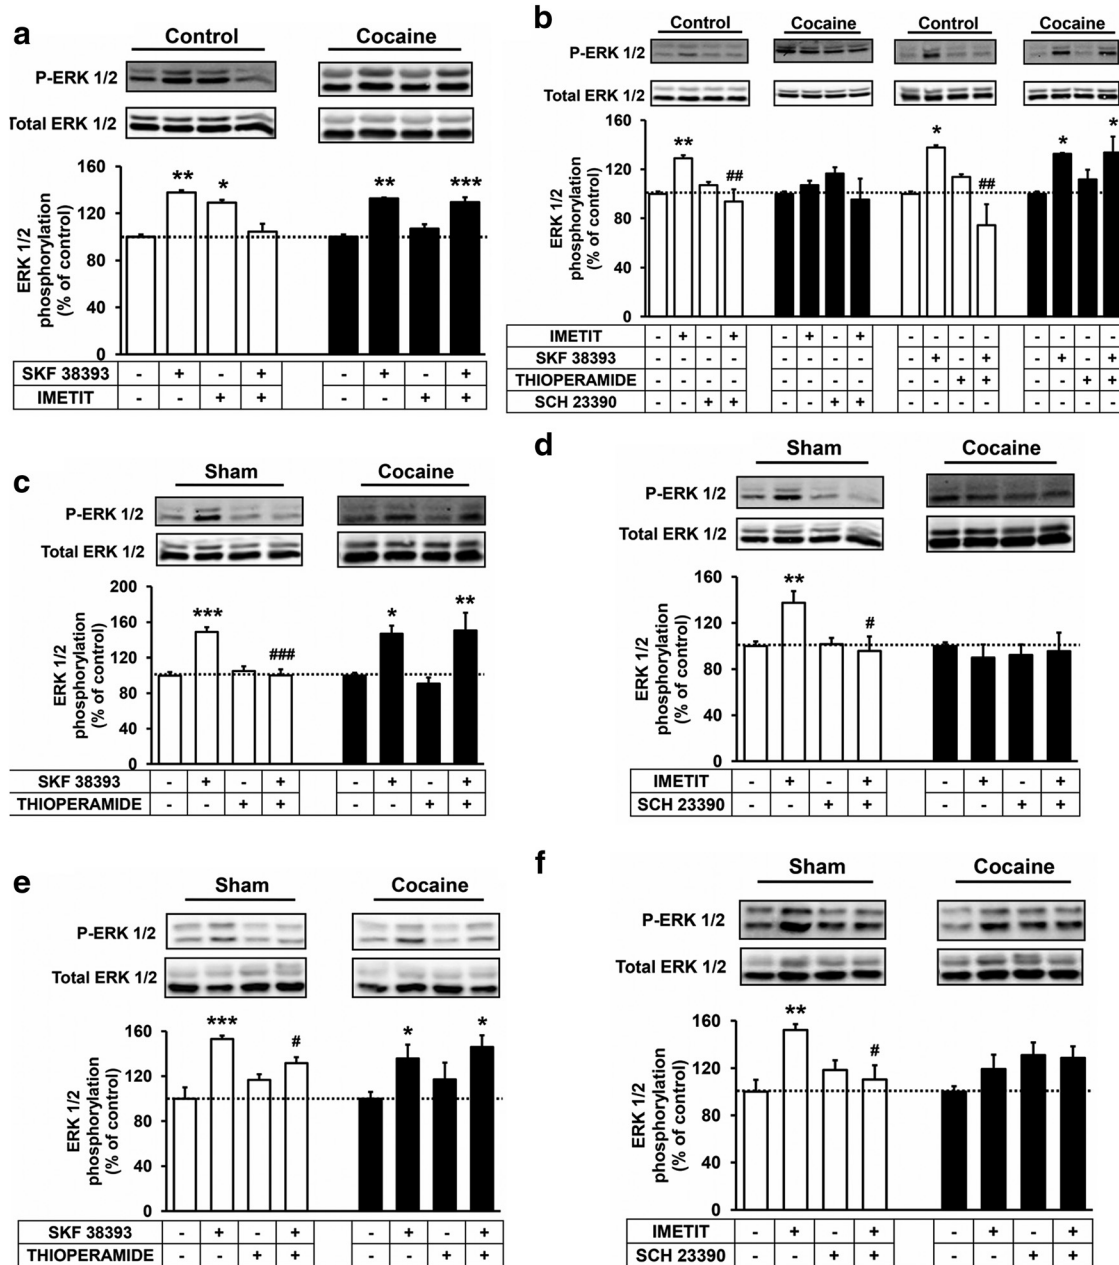 a
Control Cocaine
P-ERK 1/2
Total ERK 1/2
ERK 1/2
phosphorylation
(% of control)
160
** * ** ***
120
80
40
0
SKF 38393 - + - + - + - +
IMETIT - - + + - - + +
b
Control Cocaine Control Cocaine
P-ERK 1/2
Total ERK 1/2
ERK 1/2
phosphorylation
(% of control)
160
** ## * ## * *
120
80
40
0
IMETIT - + - + - + - + - - - - - - - -
SKF 38393 - - - - - - - - - + - + - + - +
THIOPERAMIDE - - - - - - - - - - + + - - + +
SCH 23390 - - + + - - + + - - - - - - - -
c
Sham Cocaine
P-ERK 1/2
Total ERK 1/2
ERK 1/2
phosphorylation
(% of control)
200
160
*** ### * **
120
80
40
0
SKF 38393 - + - + - + - +
THIOPERAMIDE - - + + - - + +
d
Sham Cocaine
P-ERK 1/2
Total ERK 1/2
ERK 1/2
phosphorylation
(% of control)
160
** #
120
80
40
0
IMETIT - + - + - + - +
SCH 23390 - - + + - - + +
e
Sham Cocaine
P-ERK 1/2
Total ERK 1/2
ERK 1/2
phosphorylation
(% of control)
160
*** # * *
120
80
40
0
SKF 38393 - + - + - + - +
THIOPERAMIDE - - + + - - + +
f
Sham Cocaine
P-ERK 1/2
Total ERK 1/2
ERK 1/2
phosphorylation
(% of control)
160
** #
120
80
40
0
IMETIT - + - + - + - +
SCH 23390 - - + + - - + +